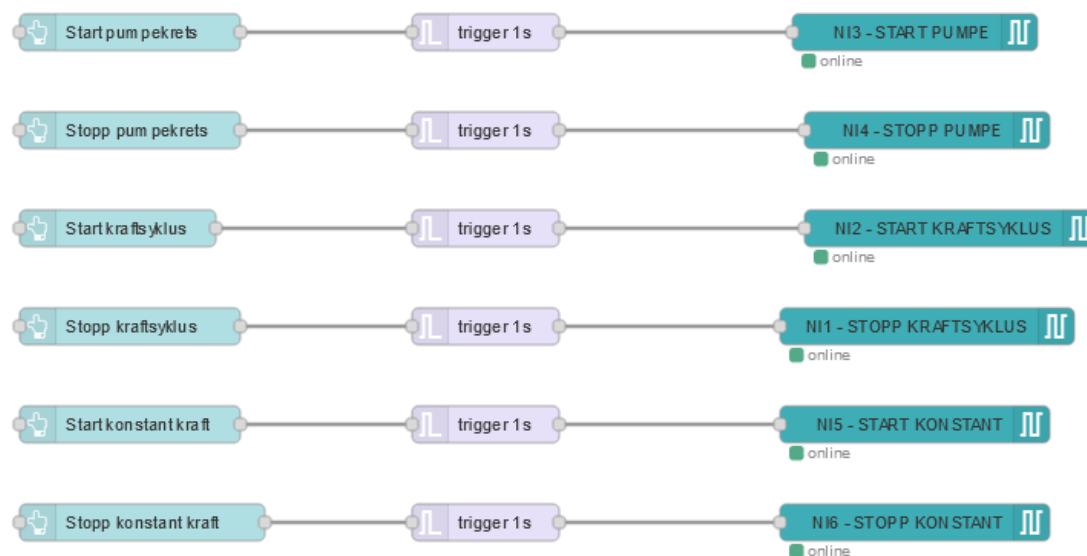 Start pumpekrets
trigger 1s
NI3 - START PUMPE
online
Stopp pumpekrets
trigger 1s
NI4 - STOPP PUMPE
online
Start kraftsyklus
trigger 1s
NI2 - START KRAFTSYKLUS
online
Stopp kraftsyklus
trigger 1s
NI1 - STOPP KRAFTSYKLUS
online
Start konstant kraft
trigger 1s
NI5 - START KONSTANT
online
Stopp konstant kraft
trigger 1s
NI6 - STOPP KONSTANT
online